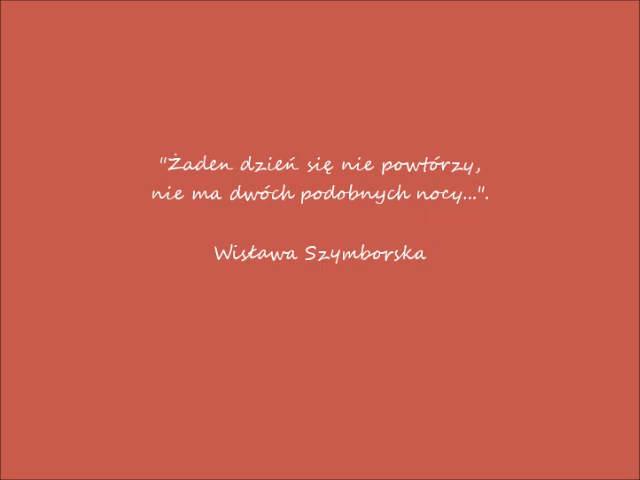 "Żaden dzień się nie powtórzy,
nie ma dwóch podobnych nocy...".
Wisława Szymborska